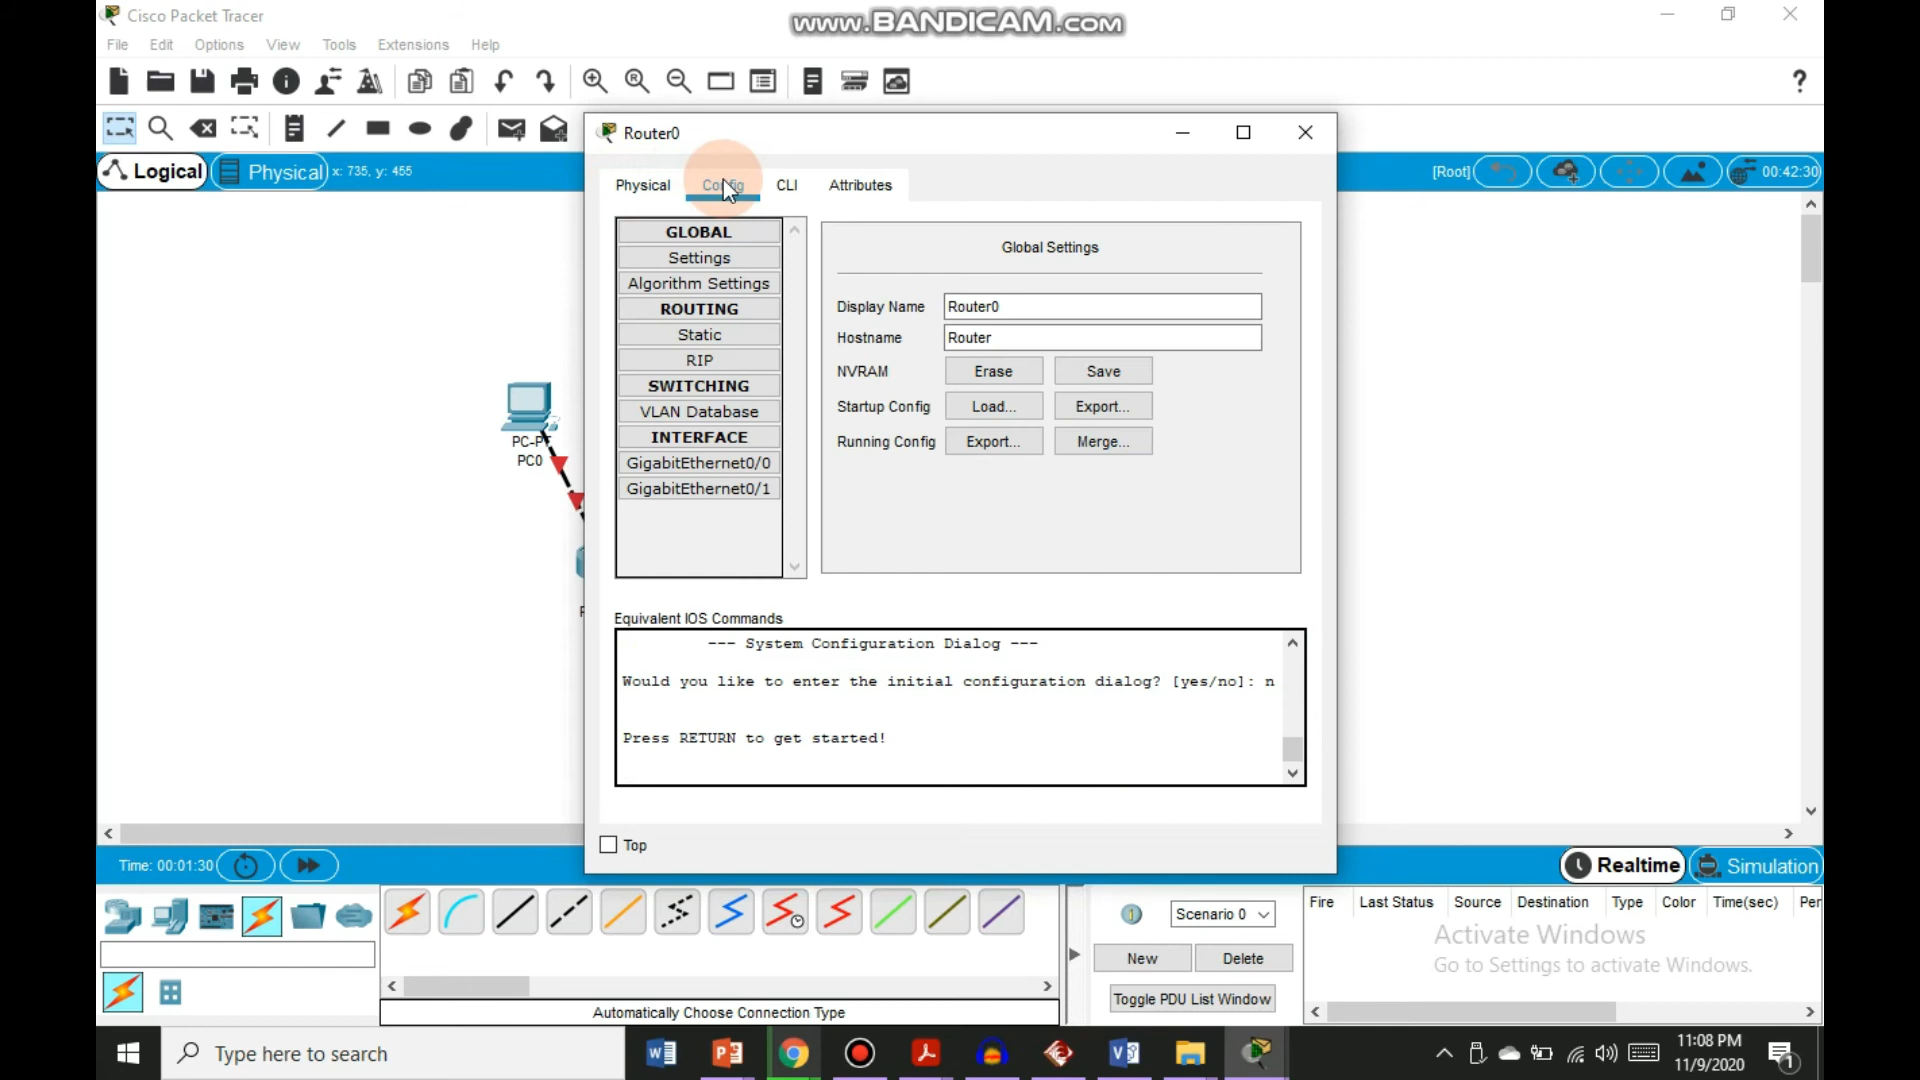 Cisco Packet Tracer
www.BANDICAM.com
File Edit Options View Tools Extensions Help
?
Router0
Logical
Physical
x: 735, y: 455
[Root]
00:42:30
Physical Config CLI Attributes
GLOBAL
Settings
Algorithm Settings
ROUTING
Static
RIP
SWITCHING
VLAN Database
INTERFACE
GigabitEthernet0/0
GigabitEthernet0/1
Global Settings
Display Name Router0
Hostname Router
NVRAM Erase Save
Startup Config Load... Export...
Running Config Export... Merge...
PC0
Equivalent IOS Commands
--- System Configuration Dialog ---
Would you like to enter the initial configuration dialog? [yes/no]: n
Press RETURN to get started!
Top
Time: 00:01:30
Realtime
Simulation
Scenario 0
New
Delete
Toggle PDU List Window
Fire Last Status Source Destination Type Color Time(sec) Per
Activate Windows
Go to Settings to activate Windows.
Automatically Choose Connection Type
Type here to search
11:08 PM
11/9/2020
1